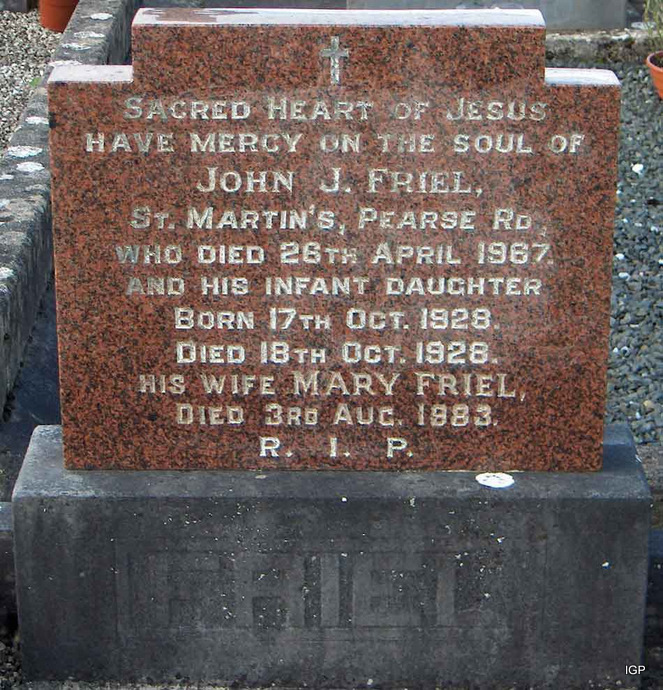 SACRED HEART OF JESUS
HAVE MERCY ON THE SOUL OF
JOHN J. FRIEL,
ST. MARTIN'S, PEARSE RD,
WHO DIED 26TH APRIL 1967.
AND HIS INFANT DAUGHTER
BORN 17TH OCT. 1928.
DIED 18TH OCT. 1928.
HIS WIFE MARY FRIEL,
DIED 3RD AUG. 1983.
R. I. P.
FRIEL
IGP